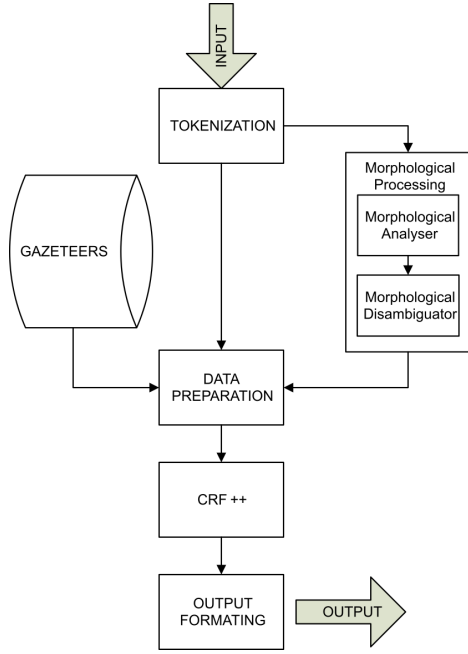 INPUT
TOKENIZATION
Morphological
Processing
Morphological
Analyser
GAZETEERS
Morphological
Disambiguator
DATA
PREPARATION
CRF ++
OUTPUT
FORMATING
OUTPUT